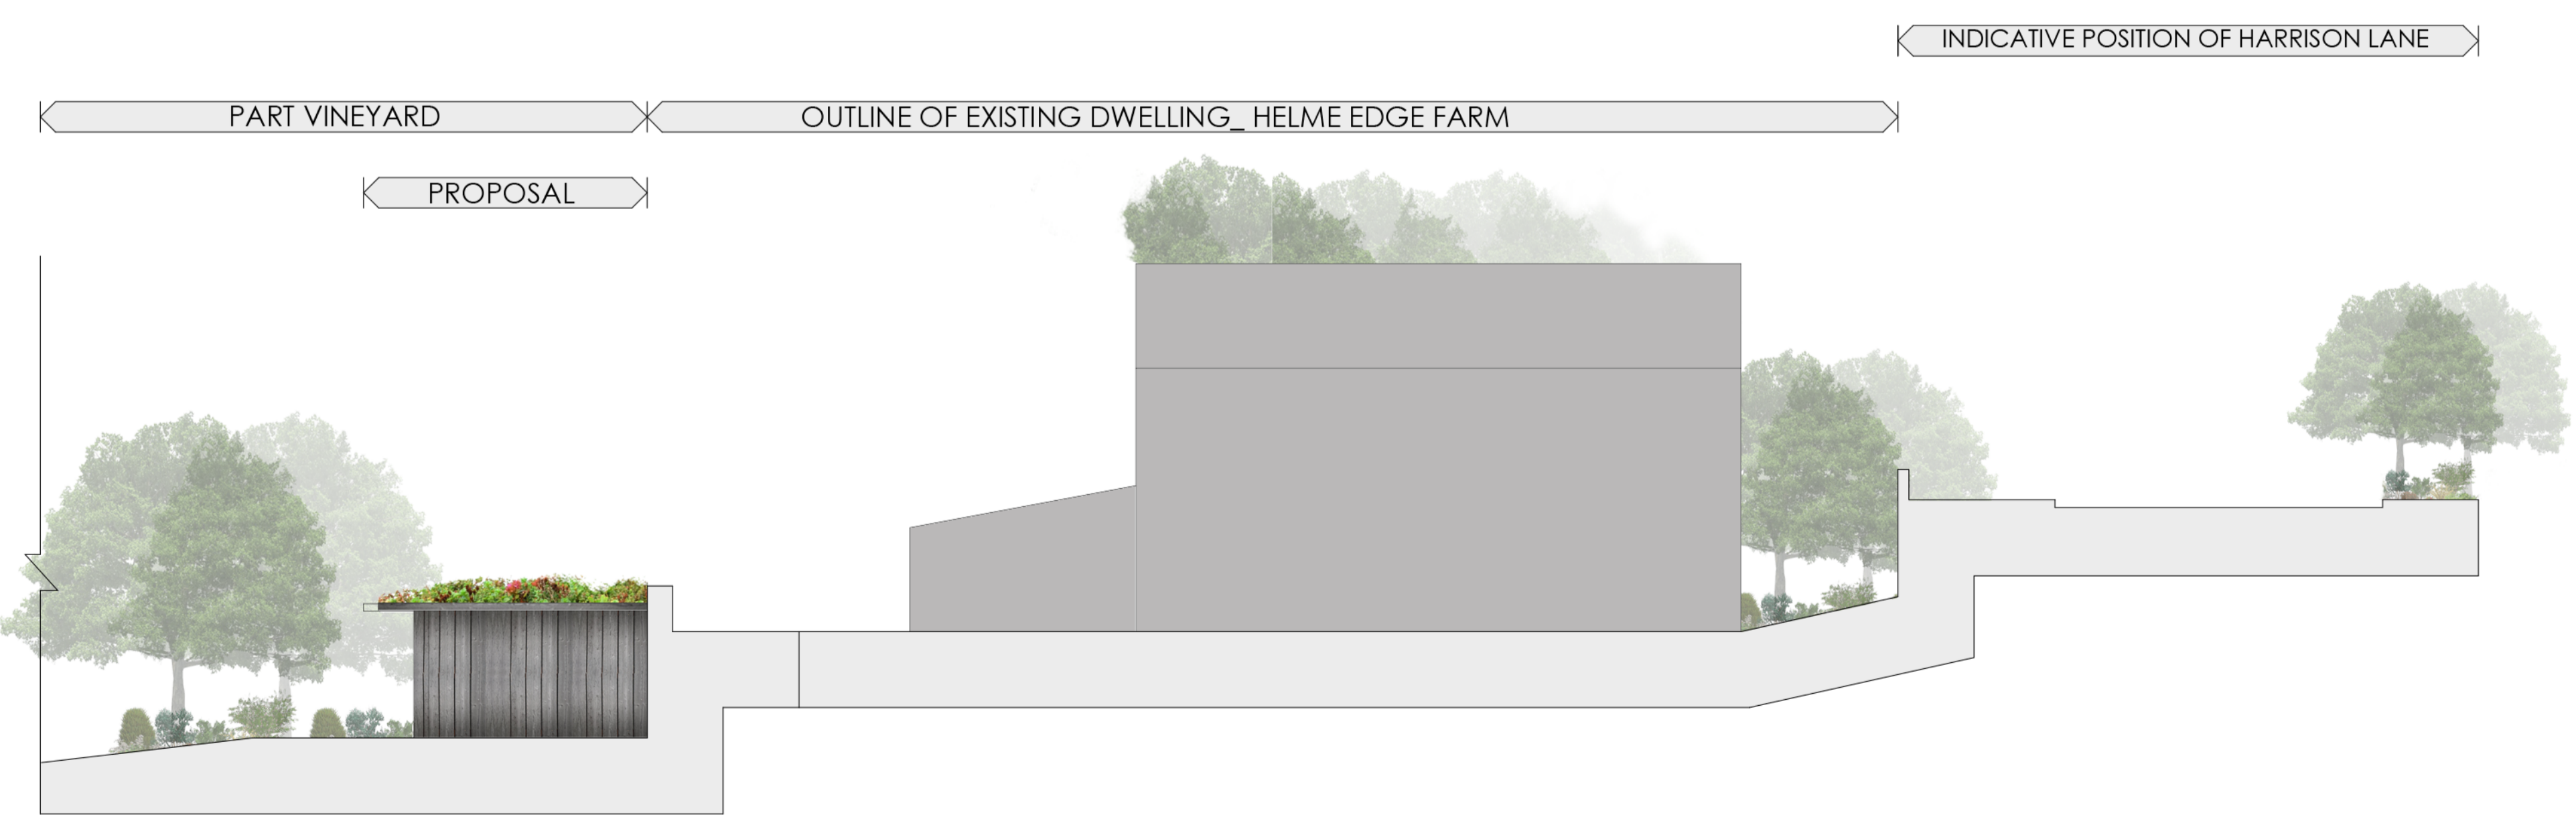 INDICATIVE POSITION OF HARRISON LANE
PART VINEYARD
OUTLINE OF EXISTING DWELLING_ HELME EDGE FARM
PROPOSAL